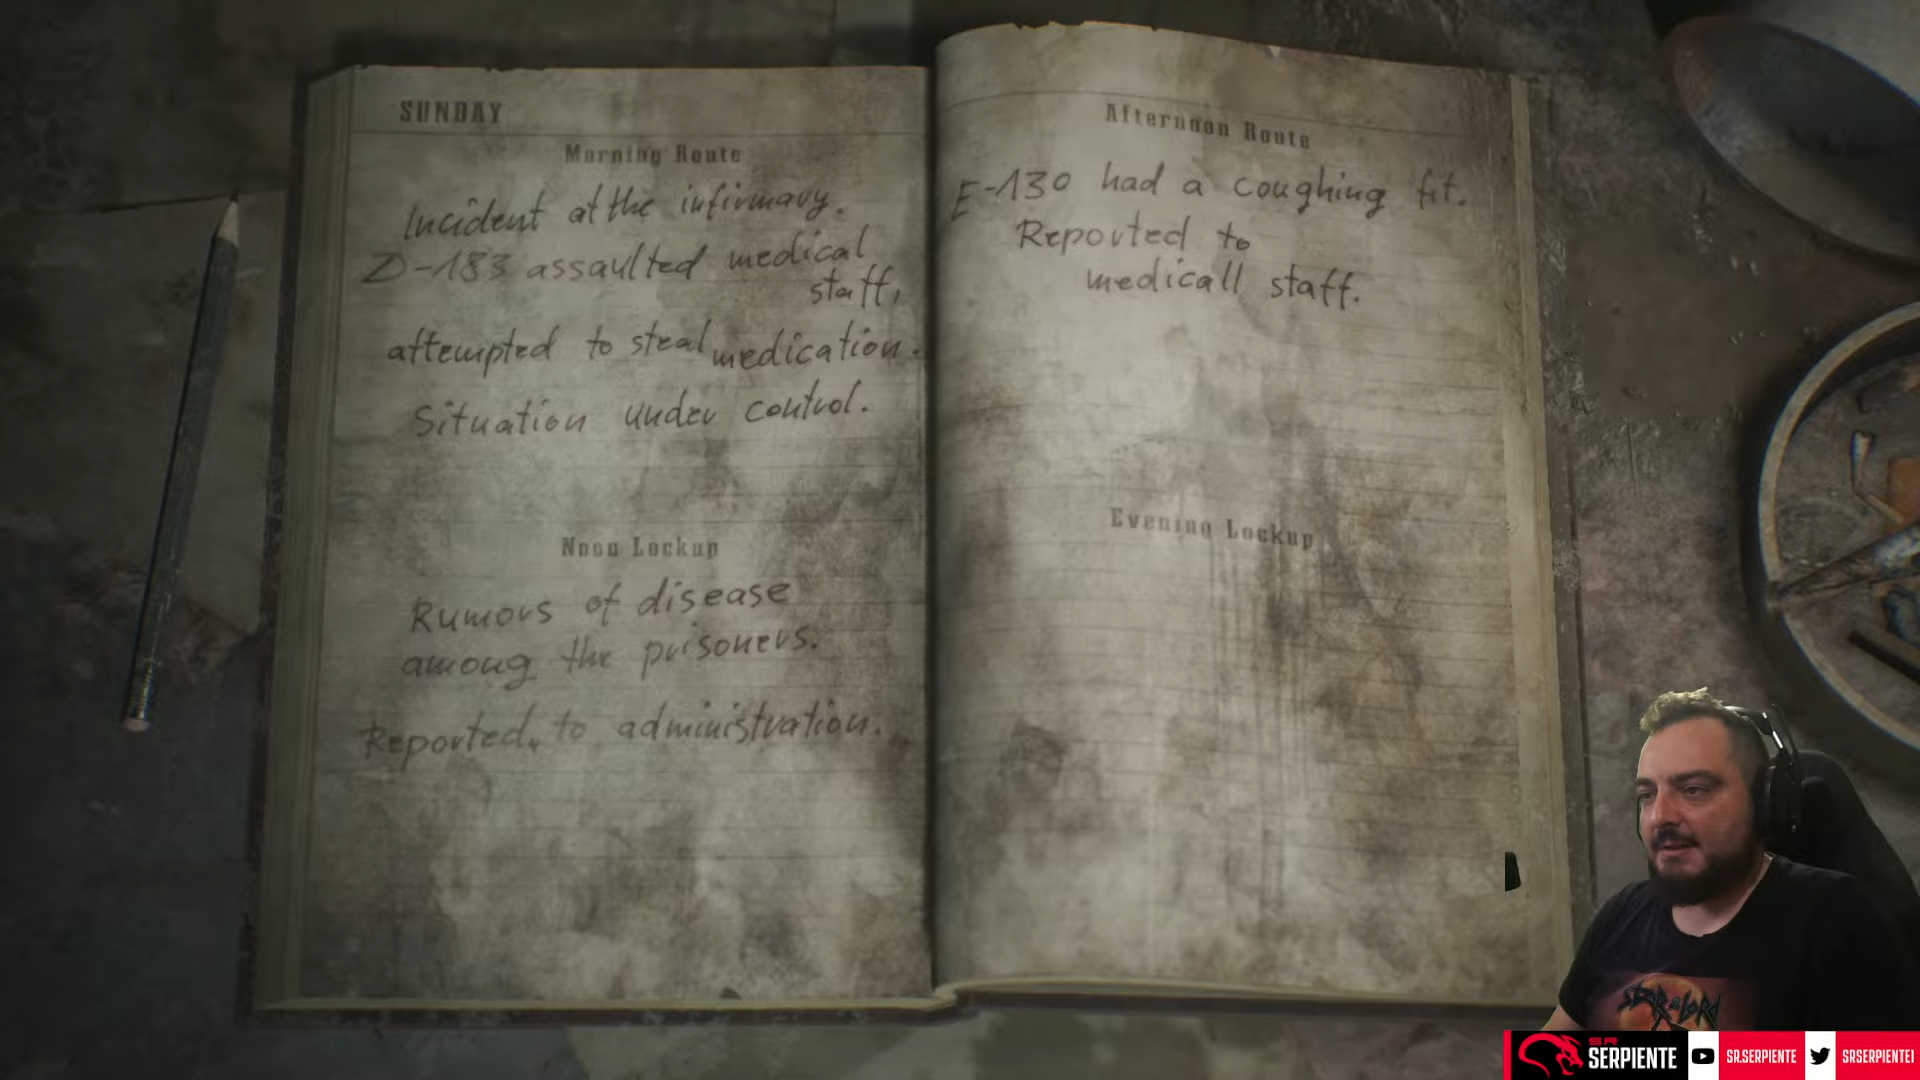 SUNDAY
Morning Route
Incident at the infirmary.
D-183 assaulted medical
staff,
attempted to steal medication.
Situation under control.
Noon Lockup
Rumors of disease
among the prisoners.
Reported to administration.
Afternoon Route
E-130 had a coughing fit.
Reported to
medicall staff.
Evening Lockup
SR
SERPIENTE
SR.SERPIENTE
SRSERPIENTE1